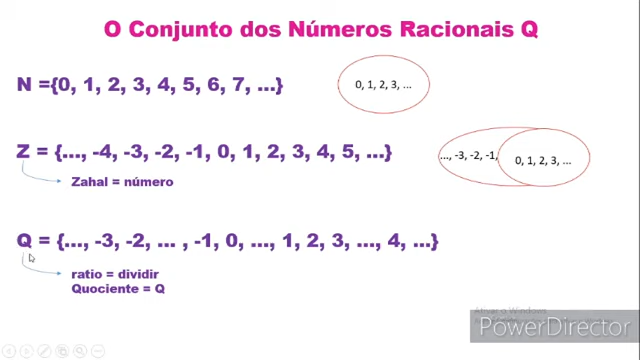 O Conjunto dos Números Racionais Q
N ={0, 1, 2, 3, 4, 5, 6, 7, ...}
0, 1, 2, 3, ...
Z = {..., -4, -3, -2, -1, 0, 1, 2, 3, 4, 5, ...}
..., -3, -2, -1,
0, 1, 2, 3, ...
Zahal = número
Q = {..., -3, -2, ... , -1, 0, ..., 1, 2, 3, ..., 4, ...}
ratio = dividir
Quociente = Q
Ativar o Windows
PowerDirector